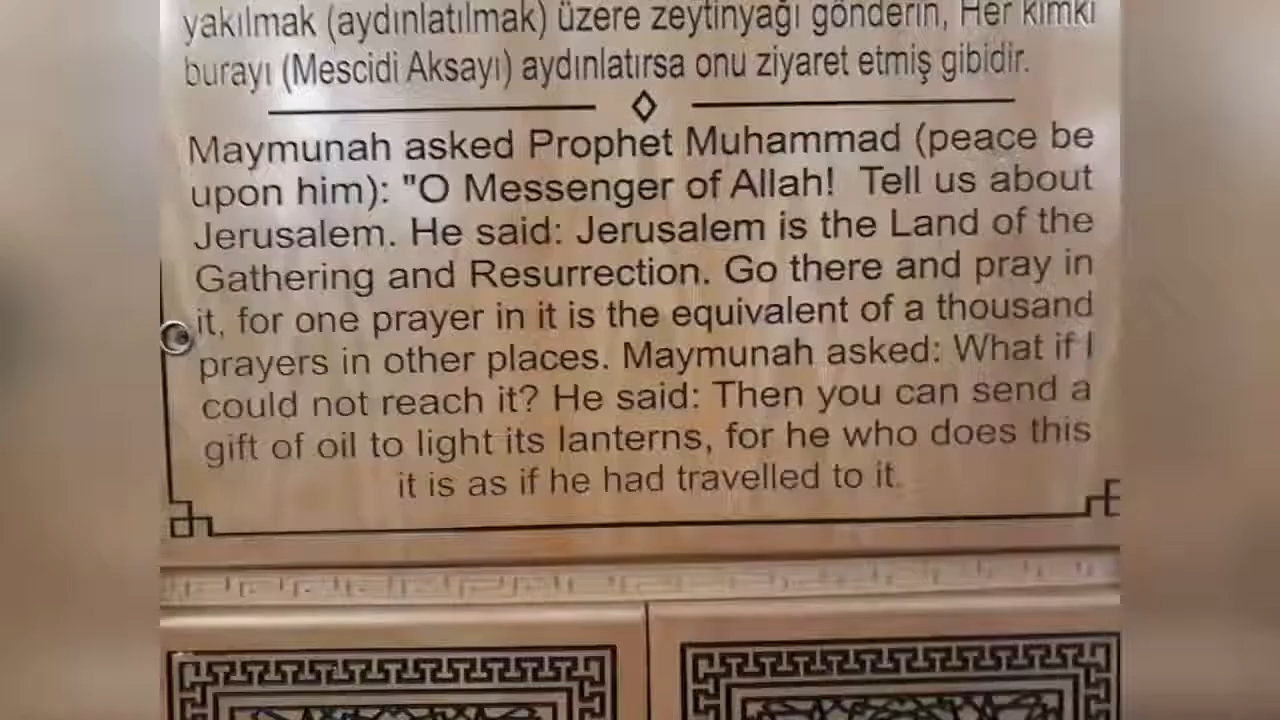 yakılmak (aydınlatılmak) üzere zeytinyağı gönderin, Her kimki
burayı (Mescidi Aksayı) aydınlatırsa onu ziyaret etmiş gibidir.
Maymunah asked Prophet Muhammad (peace be
upon him): "O Messenger of Allah! Tell us about
Jerusalem. He said: Jerusalem is the Land of the
Gathering and Resurrection. Go there and pray in
it, for one prayer in it is the equivalent of a thousand
prayers in other places. Maymunah asked: What if I
could not reach it? He said: Then you can send a
gift of oil to light its lanterns, for he who does this
it is as if he had travelled to it.